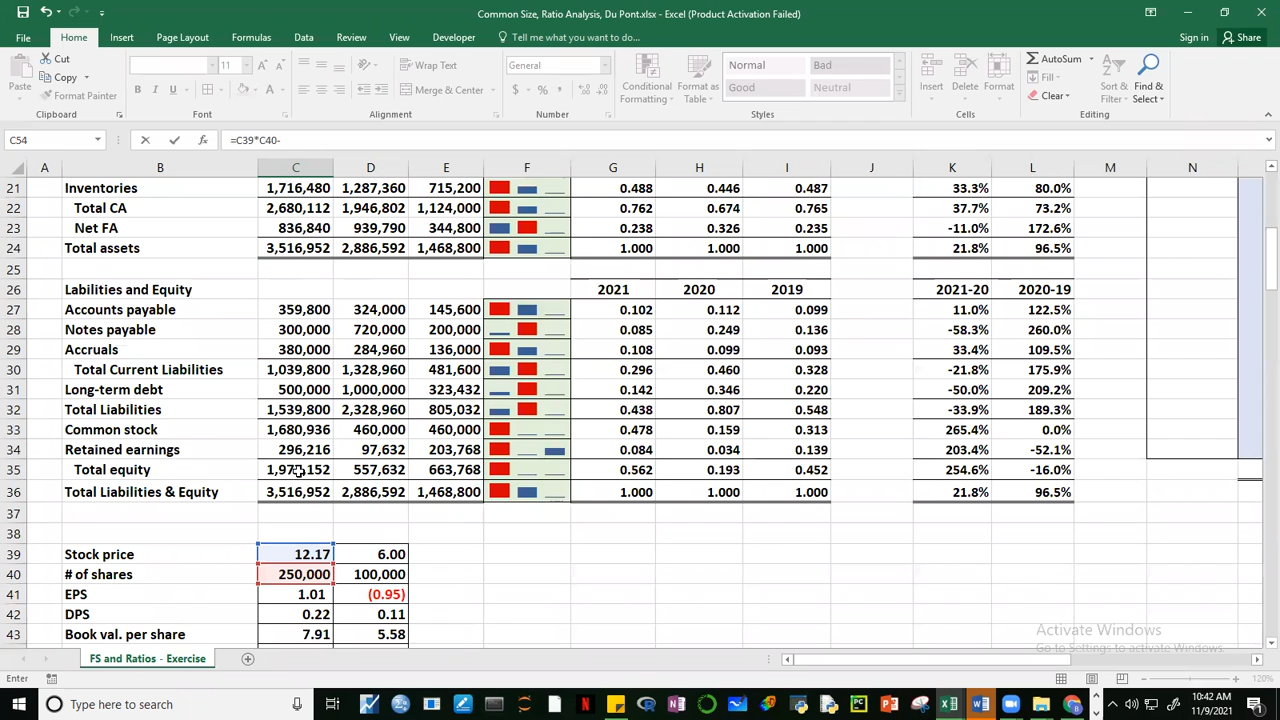 Common Size, Ratio Analysis, Du Pont.xlsx - Excel (Product Activation Failed)
File Home Insert Page Layout Formulas Data Review View Developer Tell me what you want to do... Sign in Share
Paste Cut Copy Format Painter
11 A A
B I U A
Wrap Text
Merge & Center
General
$ % ,
Conditional Formatting Format as Table
Normal Bad
Good Neutral
Insert Delete Format
AutoSum
Fill
Clear
Sort & Filter Find & Select
Clipboard Font Alignment Number Styles Cells Editing
C54 fx =C39*C40-
A B C D E F G H I J K L M N
21 Inventories 1,716,480 1,287,360 715,200 0.488 0.446 0.487 33.3% 80.0%
22 Total CA 2,680,112 1,946,802 1,124,000 0.762 0.674 0.765 37.7% 73.2%
23 Net FA 836,840 939,790 344,800 0.238 0.326 0.235 -11.0% 172.6%
24 Total assets 3,516,952 2,886,592 1,468,800 1.000 1.000 1.000 21.8% 96.5%
25
26 Labilities and Equity 2021 2020 2019 2021-20 2020-19
27 Accounts payable 359,800 324,000 145,600 0.102 0.112 0.099 11.0% 122.5%
28 Notes payable 300,000 720,000 200,000 0.085 0.249 0.136 -58.3% 260.0%
29 Accruals 380,000 284,960 136,000 0.108 0.099 0.093 33.4% 109.5%
30 Total Current Liabilities 1,039,800 1,328,960 481,600 0.296 0.460 0.328 -21.8% 175.9%
31 Long-term debt 500,000 1,000,000 323,432 0.142 0.346 0.220 -50.0% 209.2%
32 Total Liabilities 1,539,800 2,328,960 805,032 0.438 0.807 0.548 -33.9% 189.3%
33 Common stock 1,680,936 460,000 460,000 0.478 0.159 0.313 265.4% 0.0%
34 Retained earnings 296,216 97,632 203,768 0.084 0.034 0.139 203.4% -52.1%
35 Total equity 557,632 663,768 0.562 0.193 0.452 254.6% -16.0%
36 Total Liabilities & Equity 3,516,952 2,886,592 1,468,800 1.000 1.000 1.000 21.8% 96.5%
37
38
39 Stock price 12.17 6.00
40 # of shares 250,000 100,000
41 EPS 1.01 (0.95)
42 DPS 0.22 0.11
43 Book val. per share 7.91 5.58
Activate Windows
Go to Settings to activate Windows.
FS and Ratios - Exercise
Enter 120%
Type here to search
10:42 AM
11/9/2021